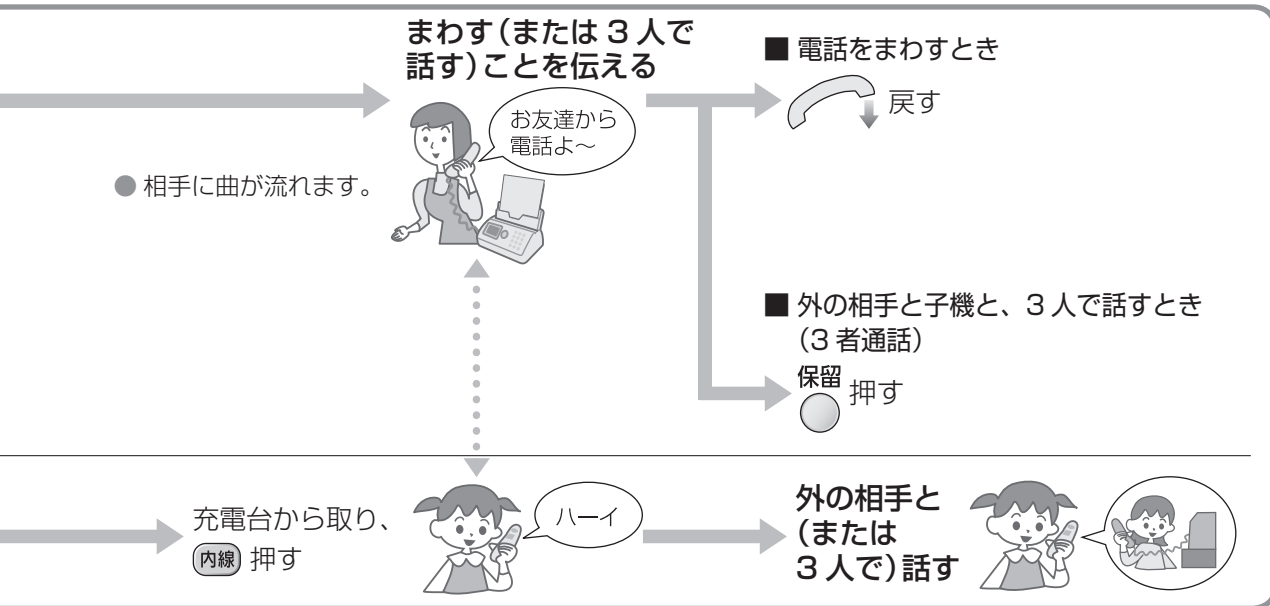 まわす(または 3 人で
話す)ことを伝える
お友達から
電話よ〜
● 相手に曲が流れます。
■ 電話をまわすとき
戻す
■ 外の相手と子機と、3 人で話すとき
(3 者通話)
保留 押す
充電台から取り、
内線 押す
ハーイ
外の相手と
(または
3 人で)話す